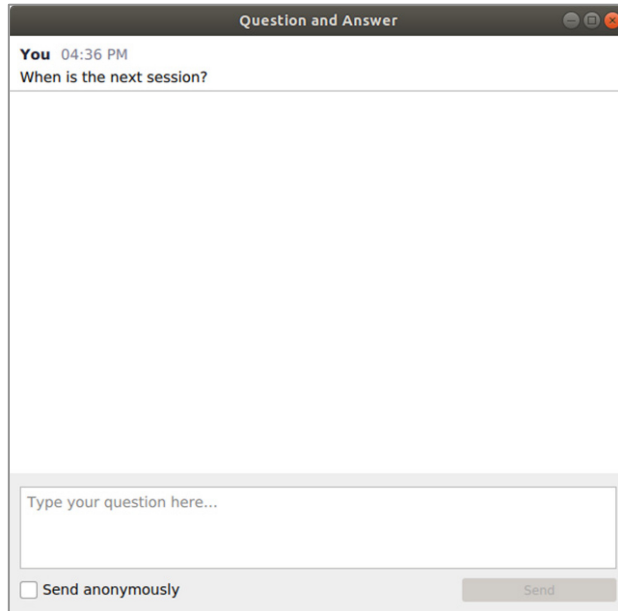 Question and Answer
You 04:36 PM
When is the next session?
Type your question here...
Send anonymously
Send